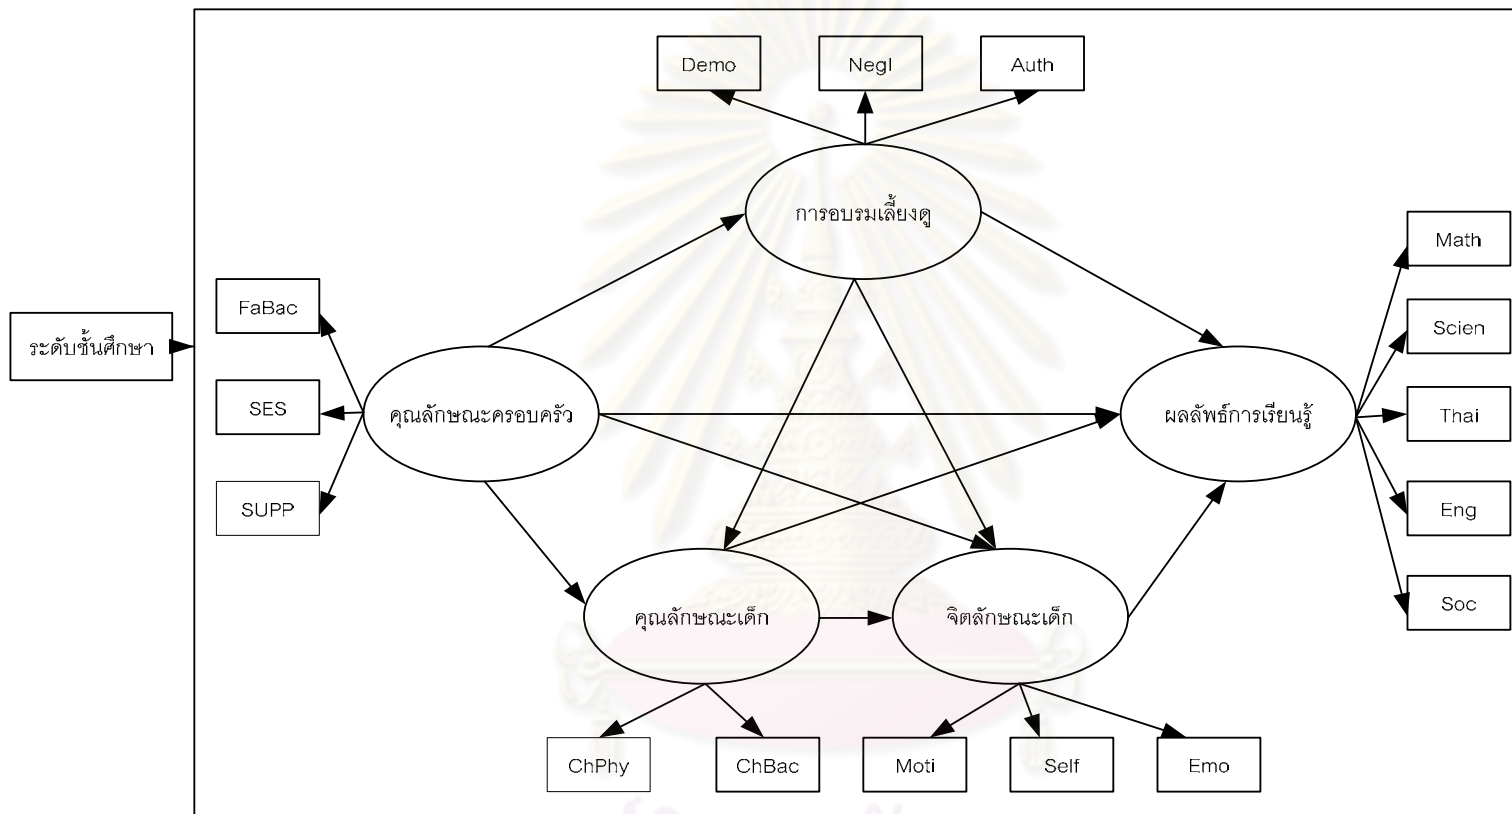 Demo
Negl
Auth
การอบรมเลี้ยงดู
Math
FaBac
Scien
ระดับชั้นศึกษา
SES
คุณลักษณะครอบครัว
ผลลัพธ์การเรียนรู้
Thai
SUPP
Eng
คุณลักษณะเด็ก
จิตลักษณะเด็ก
Soc
ChPhy
ChBac
Moti
Self
Emo